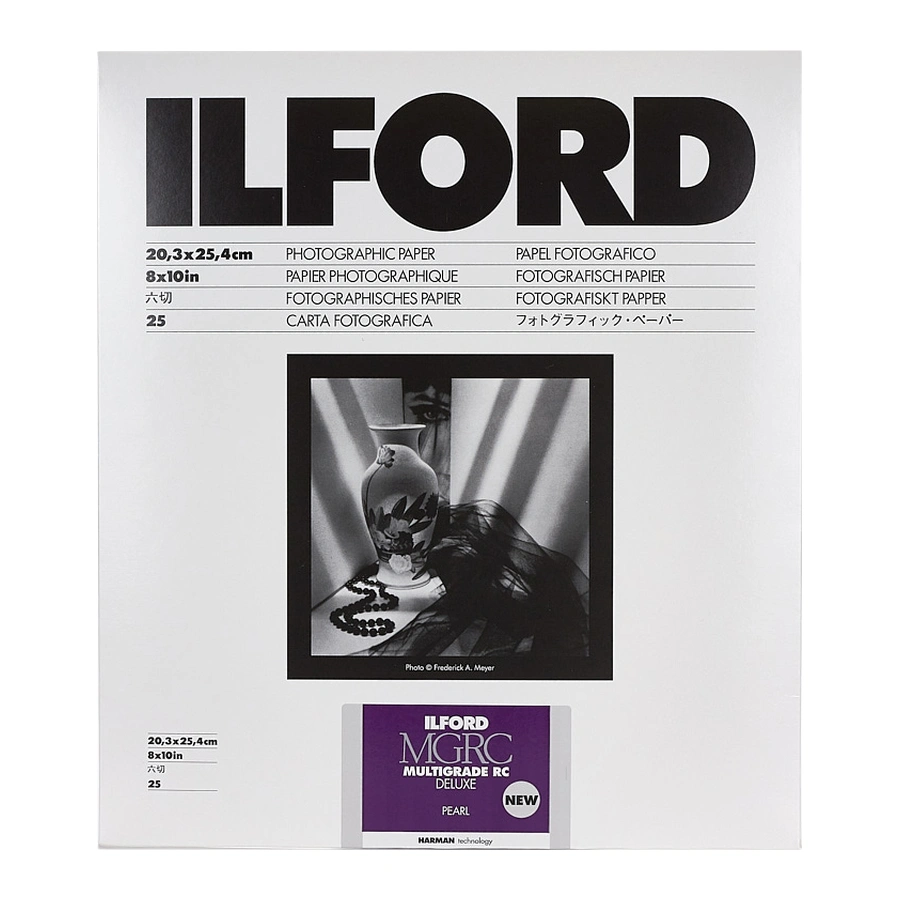 ILFORD
20,3x25,4cm PHOTOGRAPHIC PAPER PAPEL FOTOGRAFICO
8x10in PAPIER PHOTOGRAPHIQUE FOTOGRAFISCH PAPIER
六切 FOTOGRAPHISCHES PAPIER FOTOGRAFISKT PAPPER
25 CARTA FOTOGRAFICA フォトグラフィック・ペーパー
Photo © Frederick A. Meyer
20,3x25,4cm
8x10in
六切
25
ILFORD
MGRC
MULTIGRADE RC
DELUXE
NEW
PEARL
HARMAN technology